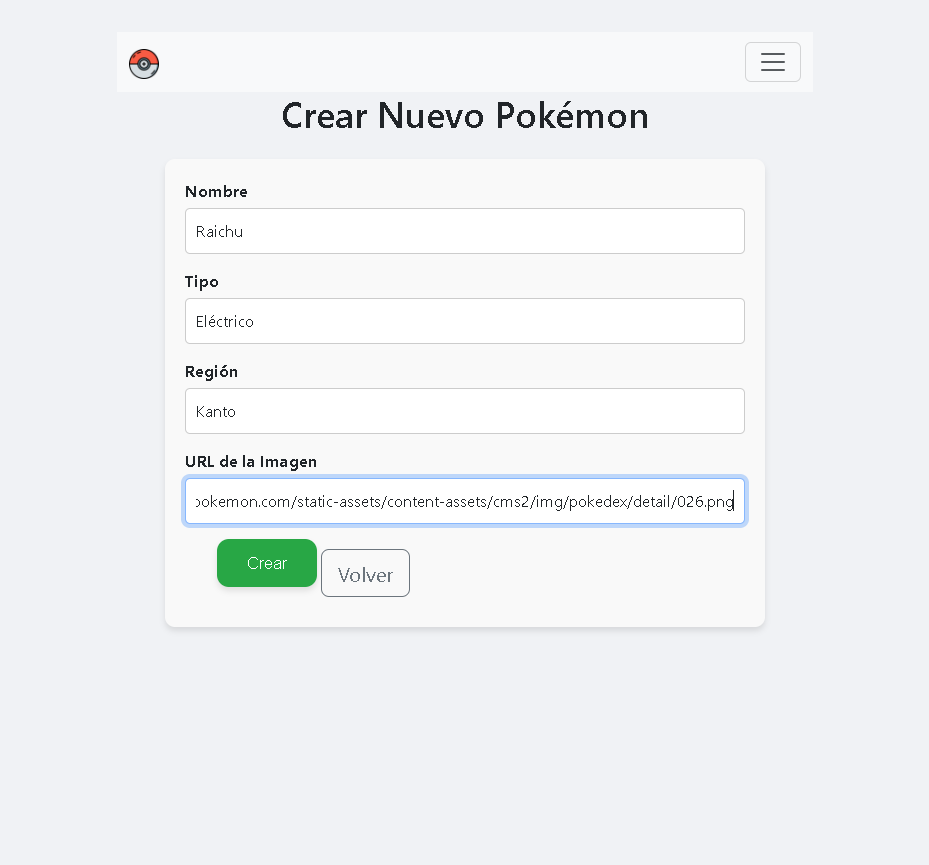 Crear Nuevo Pokémon
Nombre
Raichu
Tipo
Eléctrico
Región
Kanto
URL de la Imagen
pokemon.com/static-assets/content-assets/cms2/img/pokedex/detail/026.png
Crear Volver